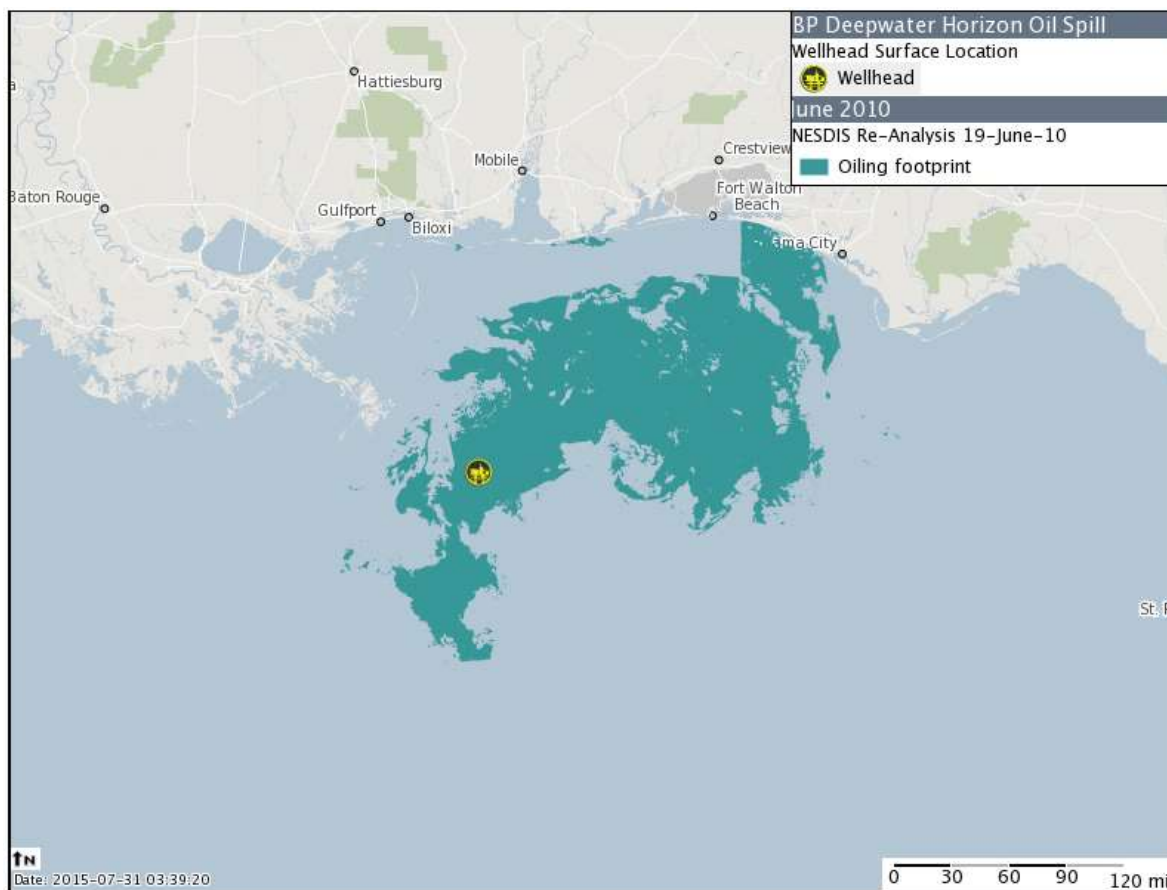 BP Deepwater Horizon Oil Spill
Wellhead Surface Location
Wellhead
June 2010
NESDIS Re-Analysis 19-June-10
Oiling footprint
Hattiesburg
Crestview
Mobile
Baton Rouge
Fort Walton
Beach
Gulfport
Biloxi
ama City
St. P
N
Date: 2015-07-31 03:39:20
0 30 60 90 120 mi